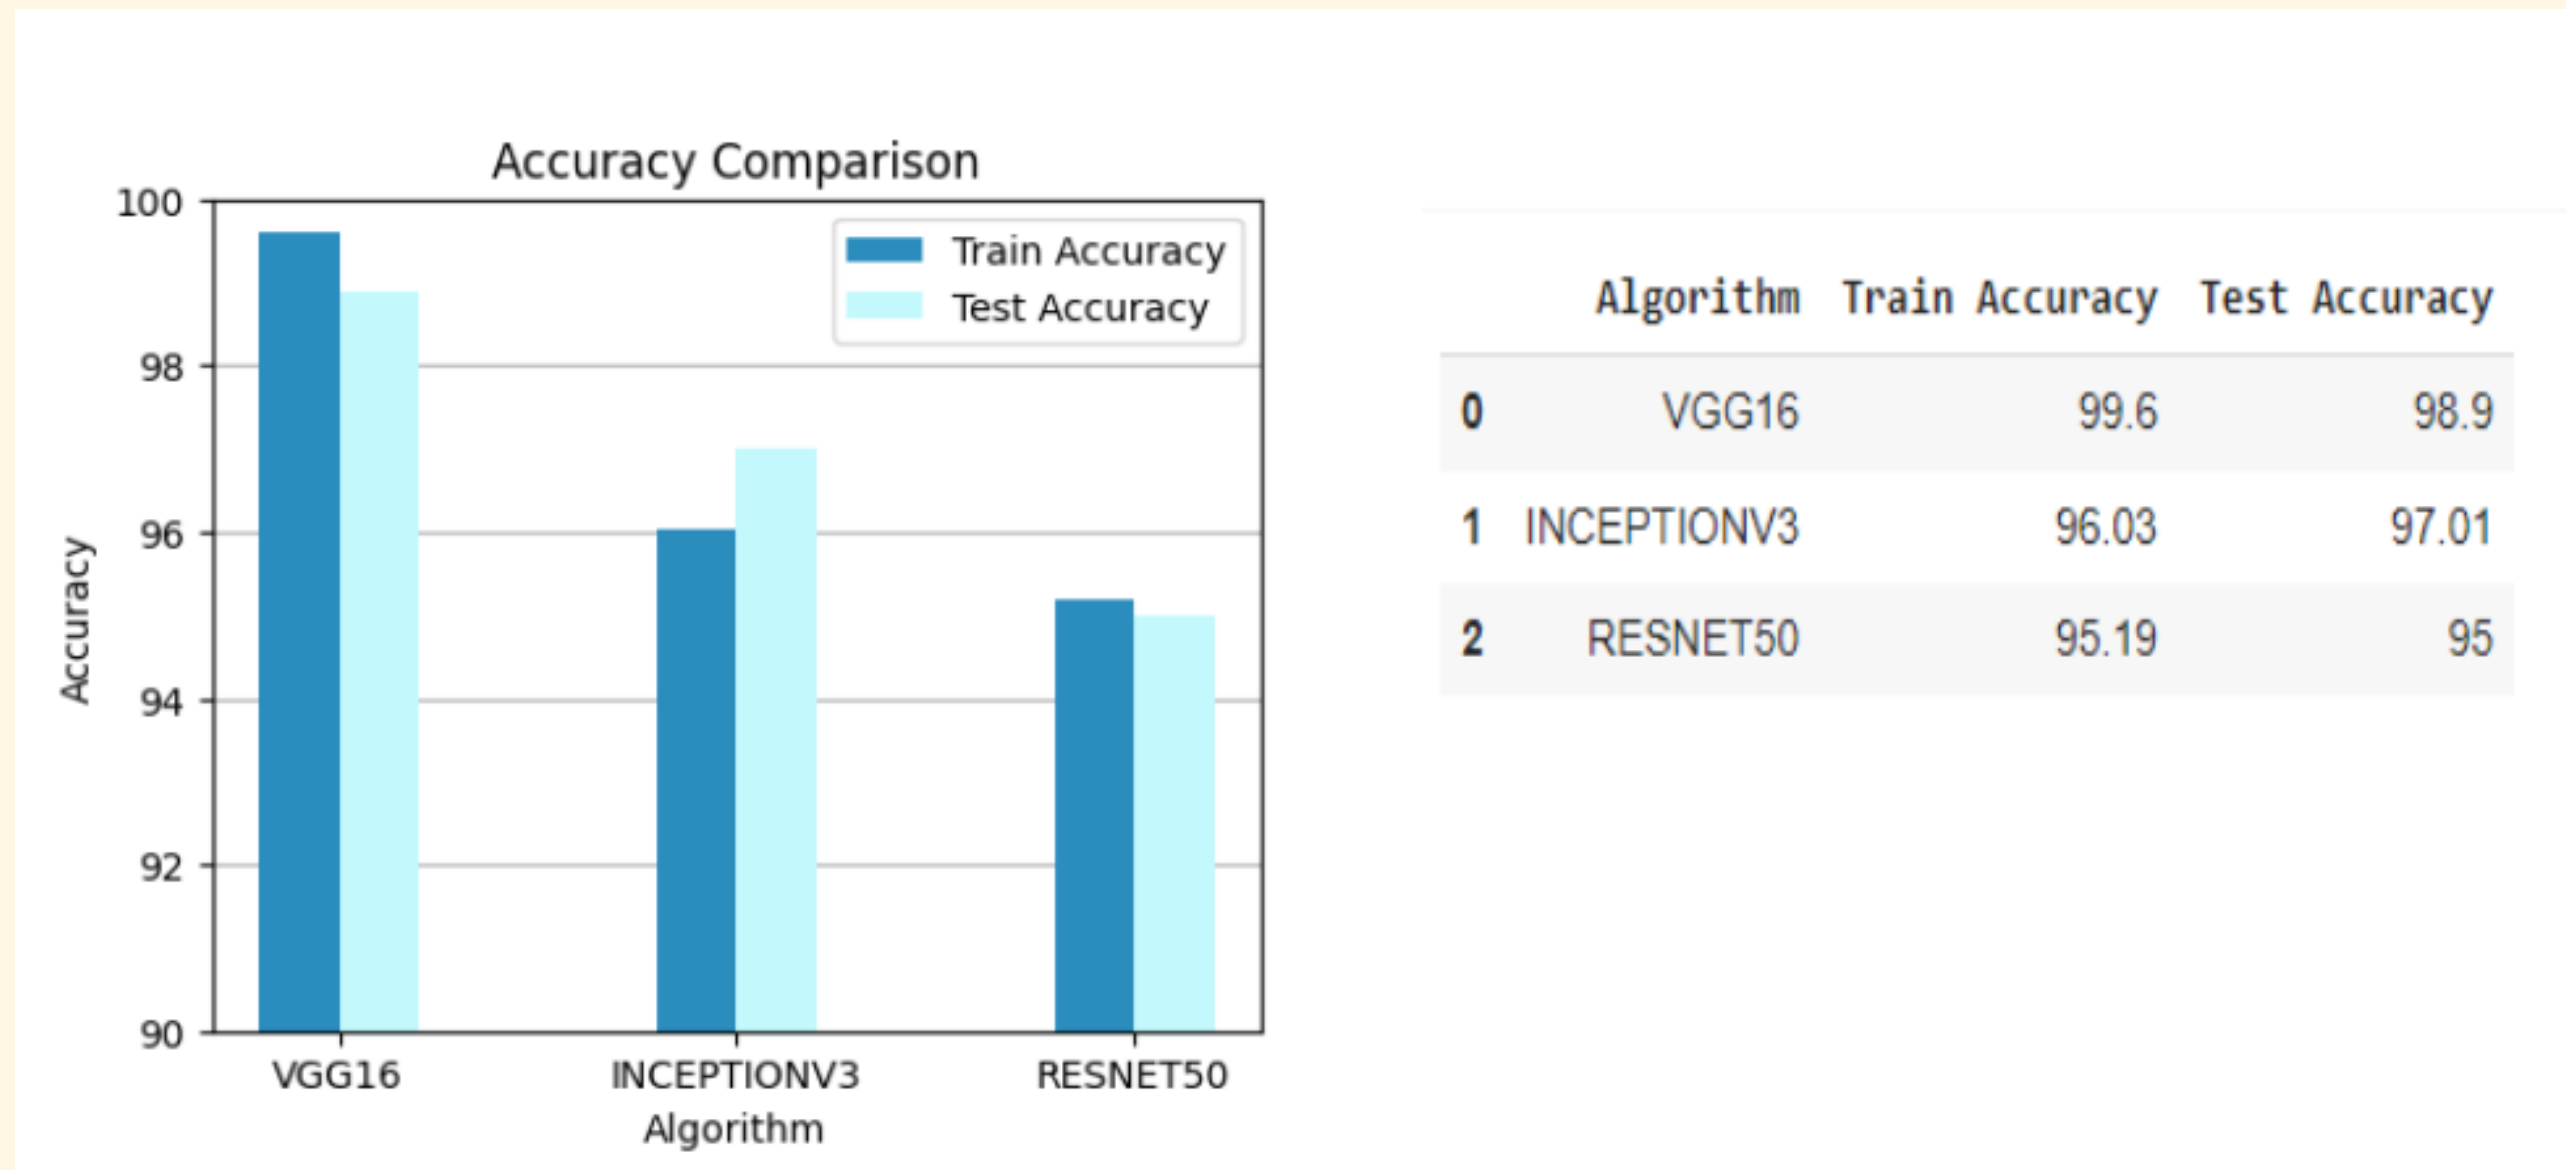 Accuracy Comparison
100
98
96
94
92
90
Accuracy
Train Accuracy
Test Accuracy
VGG16 INCEPTIONV3 RESNET50
Algorithm
Algorithm Train Accuracy Test Accuracy
0 VGG16 99.6 98.9
1 INCEPTIONV3 96.03 97.01
2 RESNET50 95.19 95